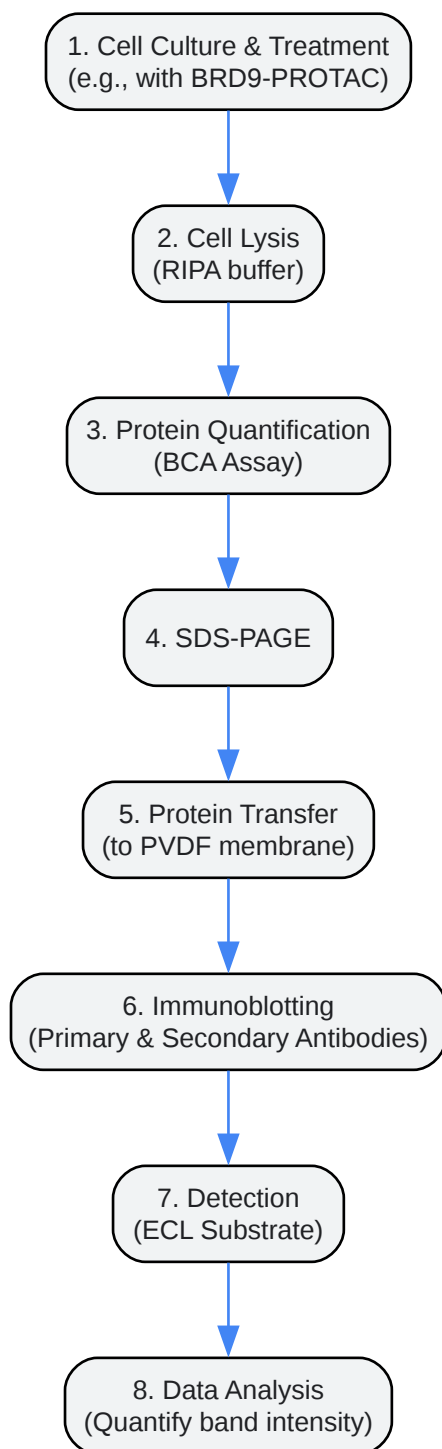 1. Cell Culture & Treatment
(e.g., with BRD9-PROTAC)
2. Cell Lysis
(RIPA buffer)
3. Protein Quantification
(BCA Assay)
4. SDS-PAGE
5. Protein Transfer
(to PVDF membrane)
6. Immunoblotting
(Primary & Secondary Antibodies)
7. Detection
(ECL Substrate)
8. Data Analysis
(Quantify band intensity)